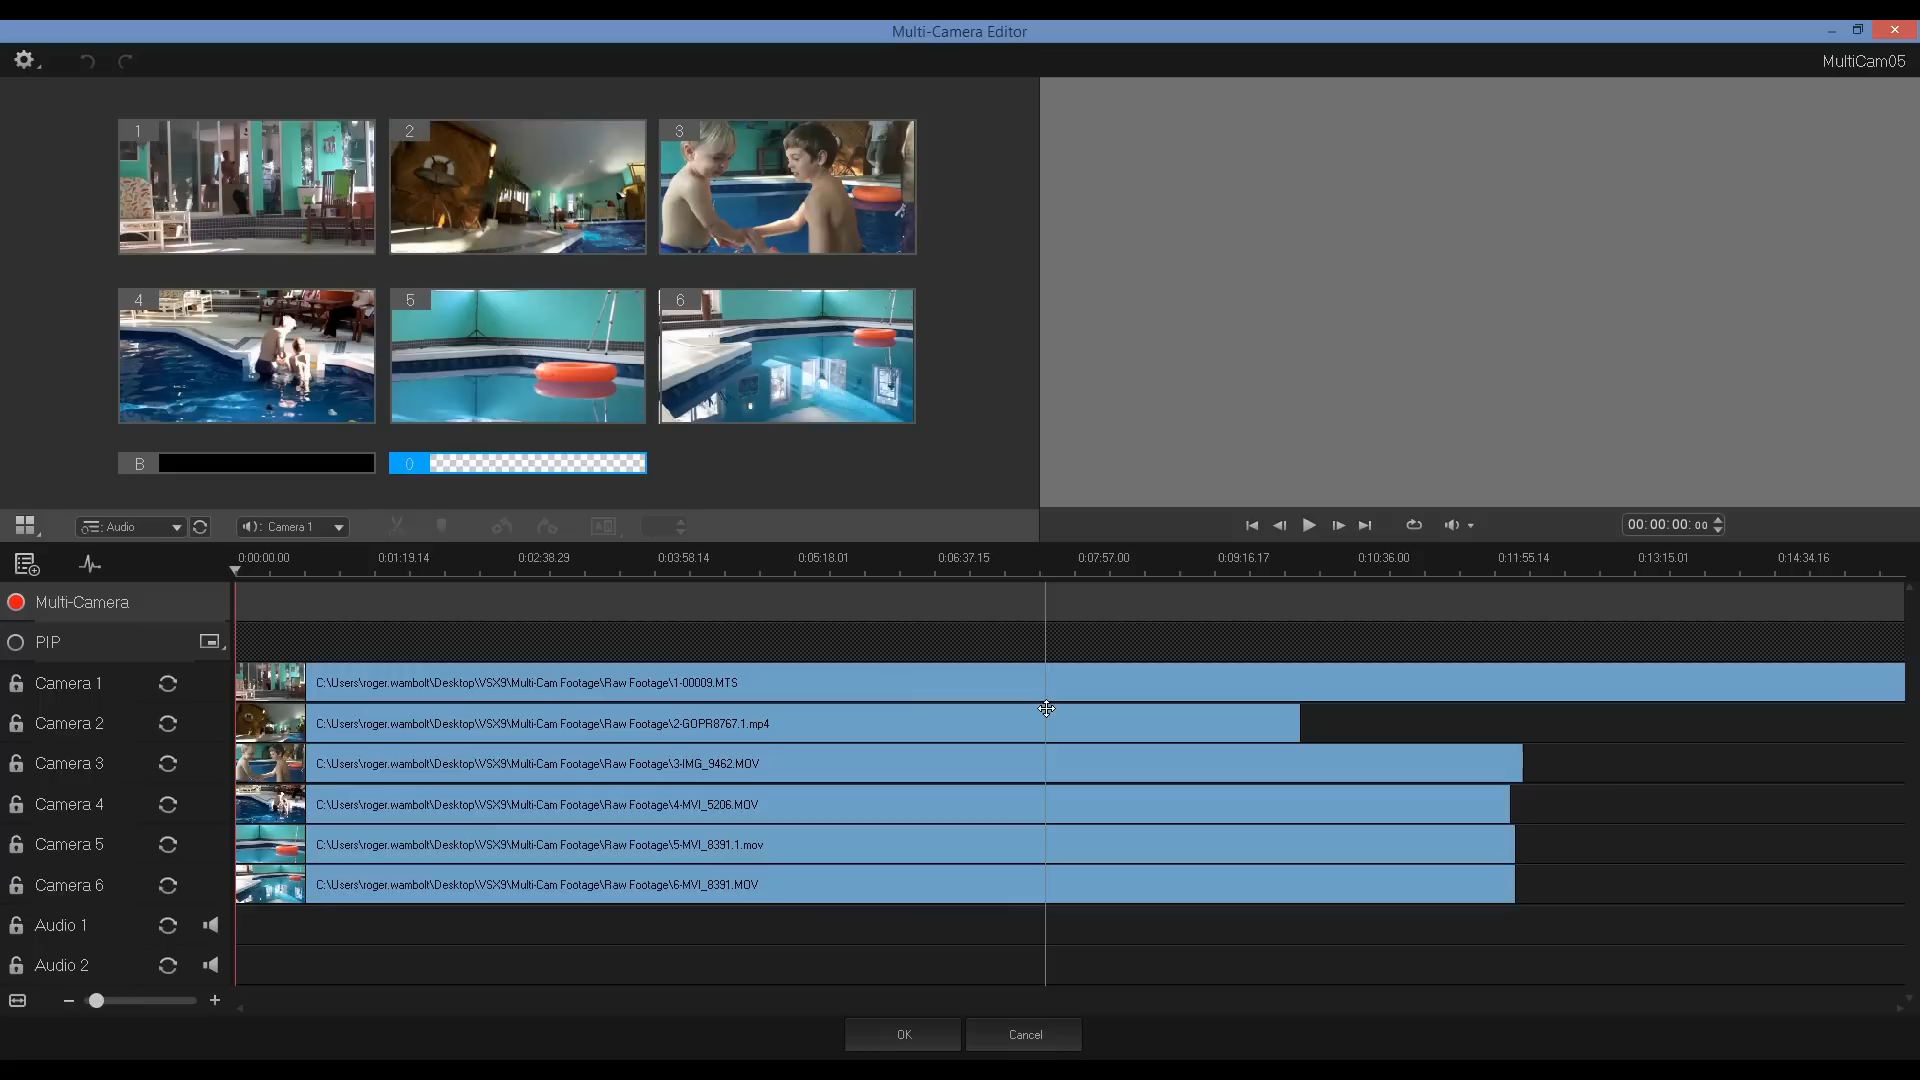 Multi-Camera Editor
MultiCam05
1
2
3
4
5
6
B
0
Audio
Camera 1
00:00:00:00
0:00:00.00 0:01:19.14 0:02:38.29 0:03:58.14 0:05:18.01 0:06:37.15 0:07:57.00 0:09:16.17 0:10:36.00 0:11:55.14 0:13:15.01 0:14:34.16
Multi-Camera
PIP
Camera 1 C:\Users\roger.wambolt\Desktop\VSX9\Multi-Cam Footage\Raw Footage\1-00009.MTS
Camera 2 C:\Users\roger.wambolt\Desktop\VSX9\Multi-Cam Footage\Raw Footage\2-GOPR8767.1.mp4
Camera 3 C:\Users\roger.wambolt\Desktop\VSX9\Multi-Cam Footage\Raw Footage\3-IMG_9462.MOV
Camera 4 C:\Users\roger.wambolt\Desktop\VSX9\Multi-Cam Footage\Raw Footage\4-MVI_5206.MOV
Camera 5 C:\Users\roger.wambolt\Desktop\VSX9\Multi-Cam Footage\Raw Footage\5-MVI_8391.1.mov
Camera 6 C:\Users\roger.wambolt\Desktop\VSX9\Multi-Cam Footage\Raw Footage\6-MVI_8391.MOV
Audio 1
Audio 2
OK
Cancel